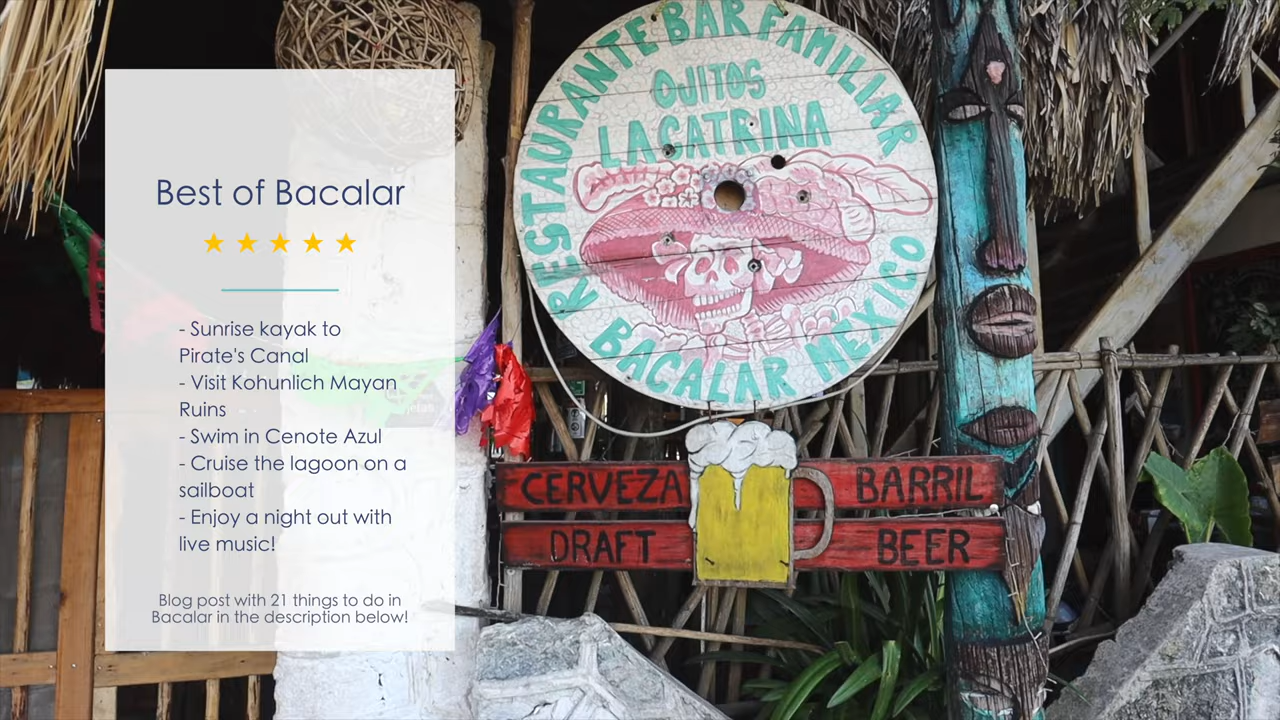 Best of Bacalar
- Sunrise kayak to
Pirate's Canal
- Visit Kohunlich Mayan
Ruins
- Swim in Cenote Azul
- Cruise the lagoon on a
sailboat
- Enjoy a night out with
live music!
Blog post with 21 things to do in
Bacalar in the description below!
RESTAURANTE BAR FAMILIAR
OJITOS
LA CATRINA
BACALAR MEXICO
CERVEZA BARRIL
DRAFT BEER